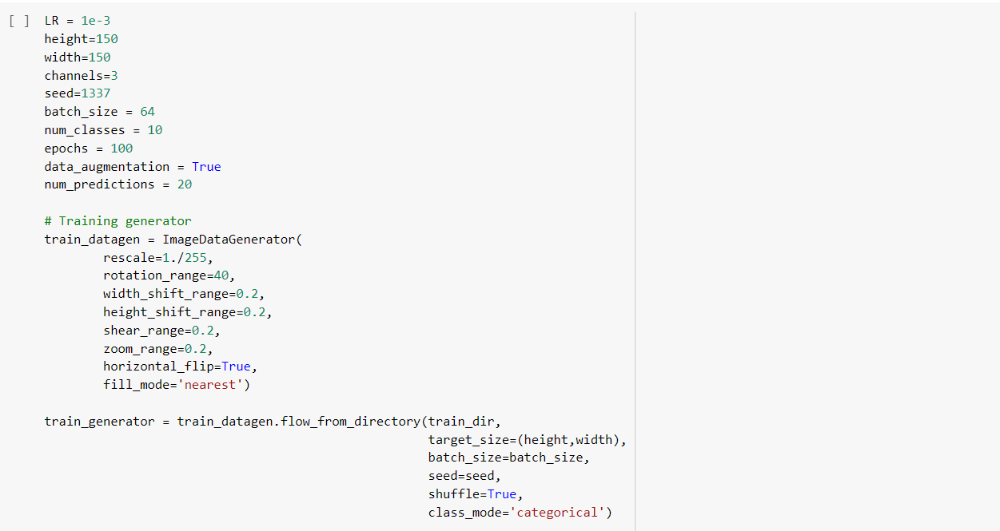 [ ] LR = 1e-3
height=150
width=150
channels=3
seed=1337
batch_size = 64
num_classes = 10
epochs = 100
data_augmentation = True
num_predictions = 20
# Training generator
train_datagen = ImageDataGenerator(
rescale=1./255,
rotation_range=40,
width_shift_range=0.2,
height_shift_range=0.2,
shear_range=0.2,
zoom_range=0.2,
horizontal_flip=True,
fill_mode='nearest')
train_generator = train_datagen.flow_from_directory(train_dir,
target_size=(height,width),
batch_size=batch_size,
seed=seed,
shuffle=True,
class_mode='categorical')